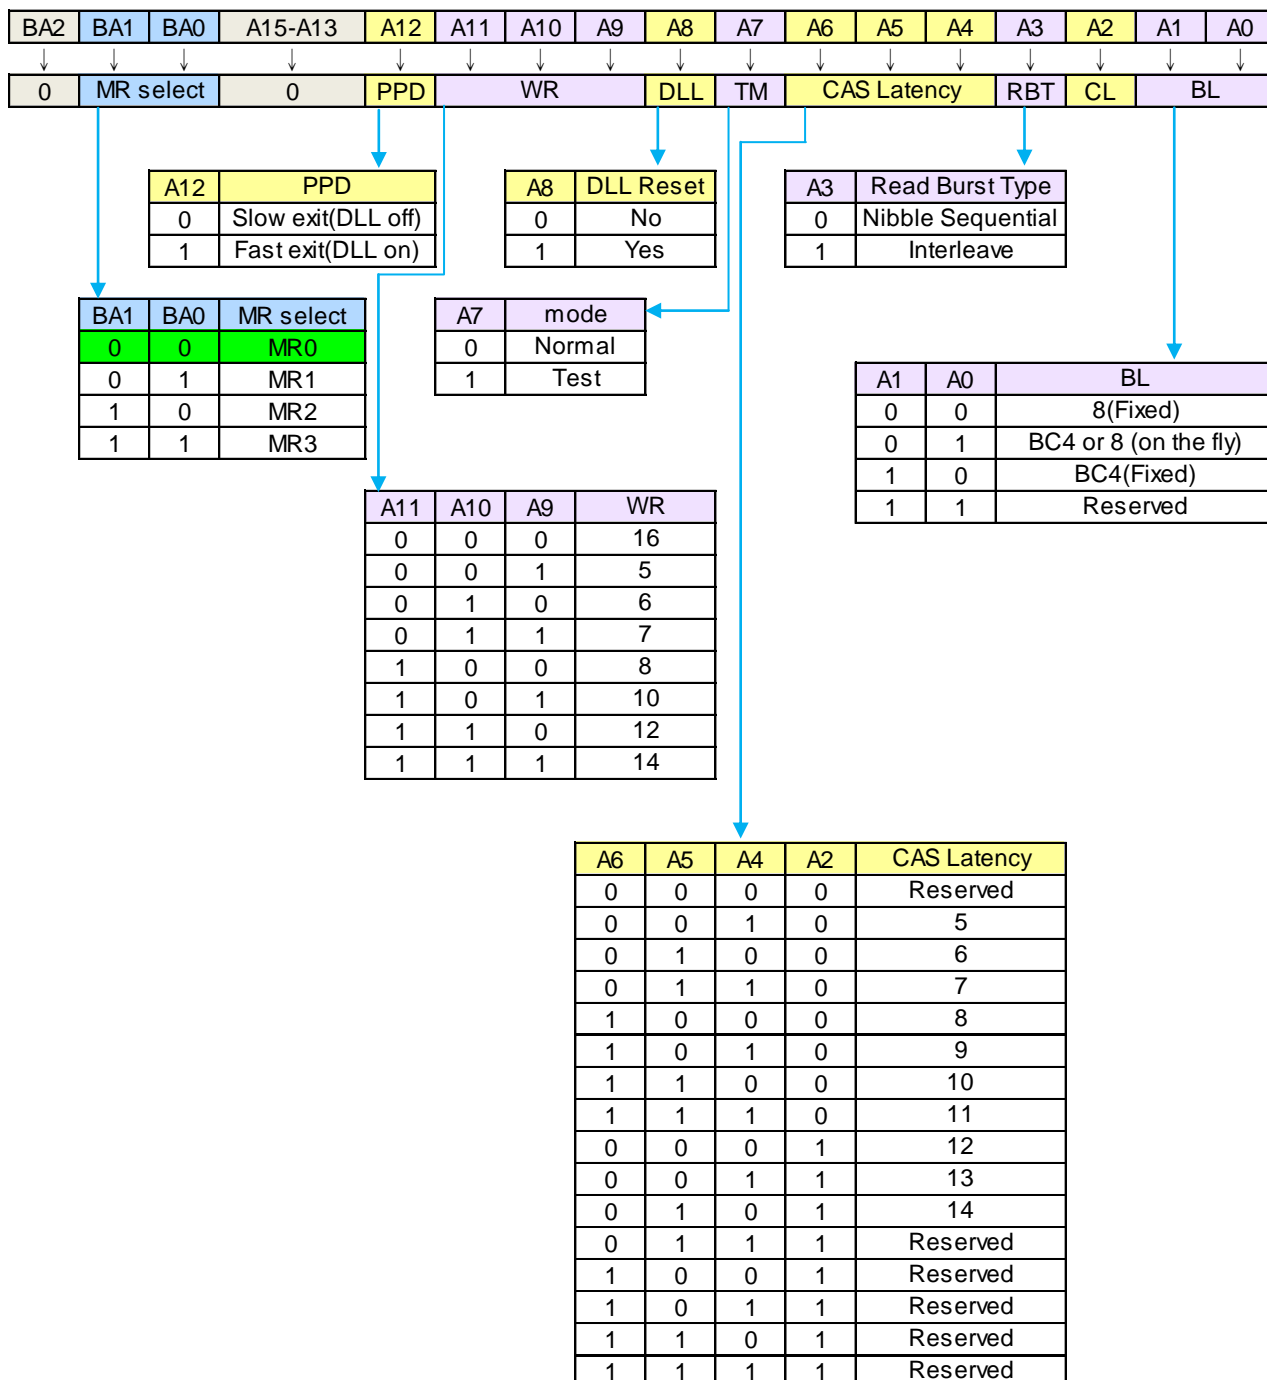 BA2 BA1 BA0 A15-A13 A12 A11 A10 A9 A8 A7 A6 A5 A4 A3 A2 A1 A0
0 MR select 0 PPD WR DLL TM CAS Latency RBT CL BL
A12 PPD
0 Slow exit(DLL off)
1 Fast exit(DLL on)
A8 DLL Reset
0 No
1 Yes
A3 Read Burst Type
0 Nibble Sequential
1 Interleave
BA1 BA0 MR select
0 0 MR0
0 1 MR1
1 0 MR2
1 1 MR3
A7 mode
0 Normal
1 Test
A1 A0 BL
0 0 8(Fixed)
0 1 BC4 or 8 (on the fly)
1 0 BC4(Fixed)
1 1 Reserved
A11 A10 A9 WR
0 0 0 16
0 0 1 5
0 1 0 6
0 1 1 7
1 0 0 8
1 0 1 10
1 1 0 12
1 1 1 14
A6 A5 A4 A2 CAS Latency
0 0 0 0 Reserved
0 0 1 0 5
0 1 0 0 6
0 1 1 0 7
1 0 0 0 8
1 0 1 0 9
1 1 0 0 10
1 1 1 0 11
0 0 0 1 12
0 0 1 1 13
0 1 0 1 14
0 1 1 1 Reserved
1 0 0 1 Reserved
1 0 1 1 Reserved
1 1 0 1 Reserved
1 1 1 1 Reserved